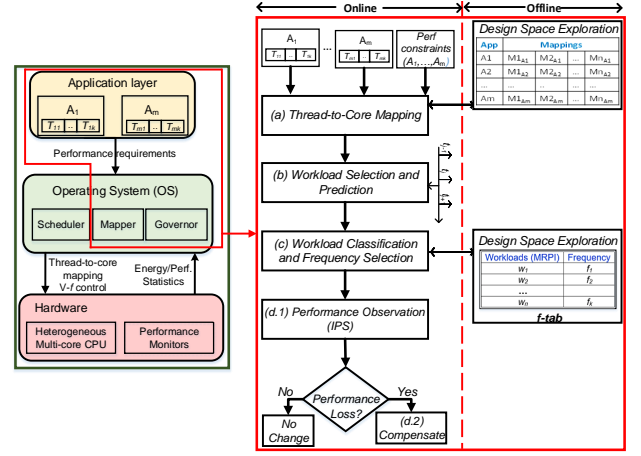 Application layer
A1
T11 .. T1k
Am
Tm1 .. Tmk
Performance requirements
Operating System (OS)
Scheduler
Mapper
Governor
Thread-to-core
mapping
V-f control
Energy/Perf.
Statistics
Hardware
Heterogeneous
Multi-core CPU
Performance
Monitors
Online
Offline
A1
T11 .. T1k
...
Am
Tm1 .. Tmk
Perf
constraints
(A1,...,Am)
(a) Thread-to-Core Mapping
(b) Workload Selection and
Prediction
(c) Workload Classification
and Frequency Selection
(d.1) Performance Observation
(IPS)
Performance
Loss?
No
Yes
No
Change
(d.2)
Compensate
Design Space Exploration
App Mappings
A1 M1A1 M2A1 ... MnA1
A2 M1A2 M2A2 ... MnA2
... .. ... ... ...
Am M1Am M2Am ... MnAm
Design Space Exploration
Workloads (MRPI) Frequency
w1 f1
w2 f2
...
wn fk
f-tab